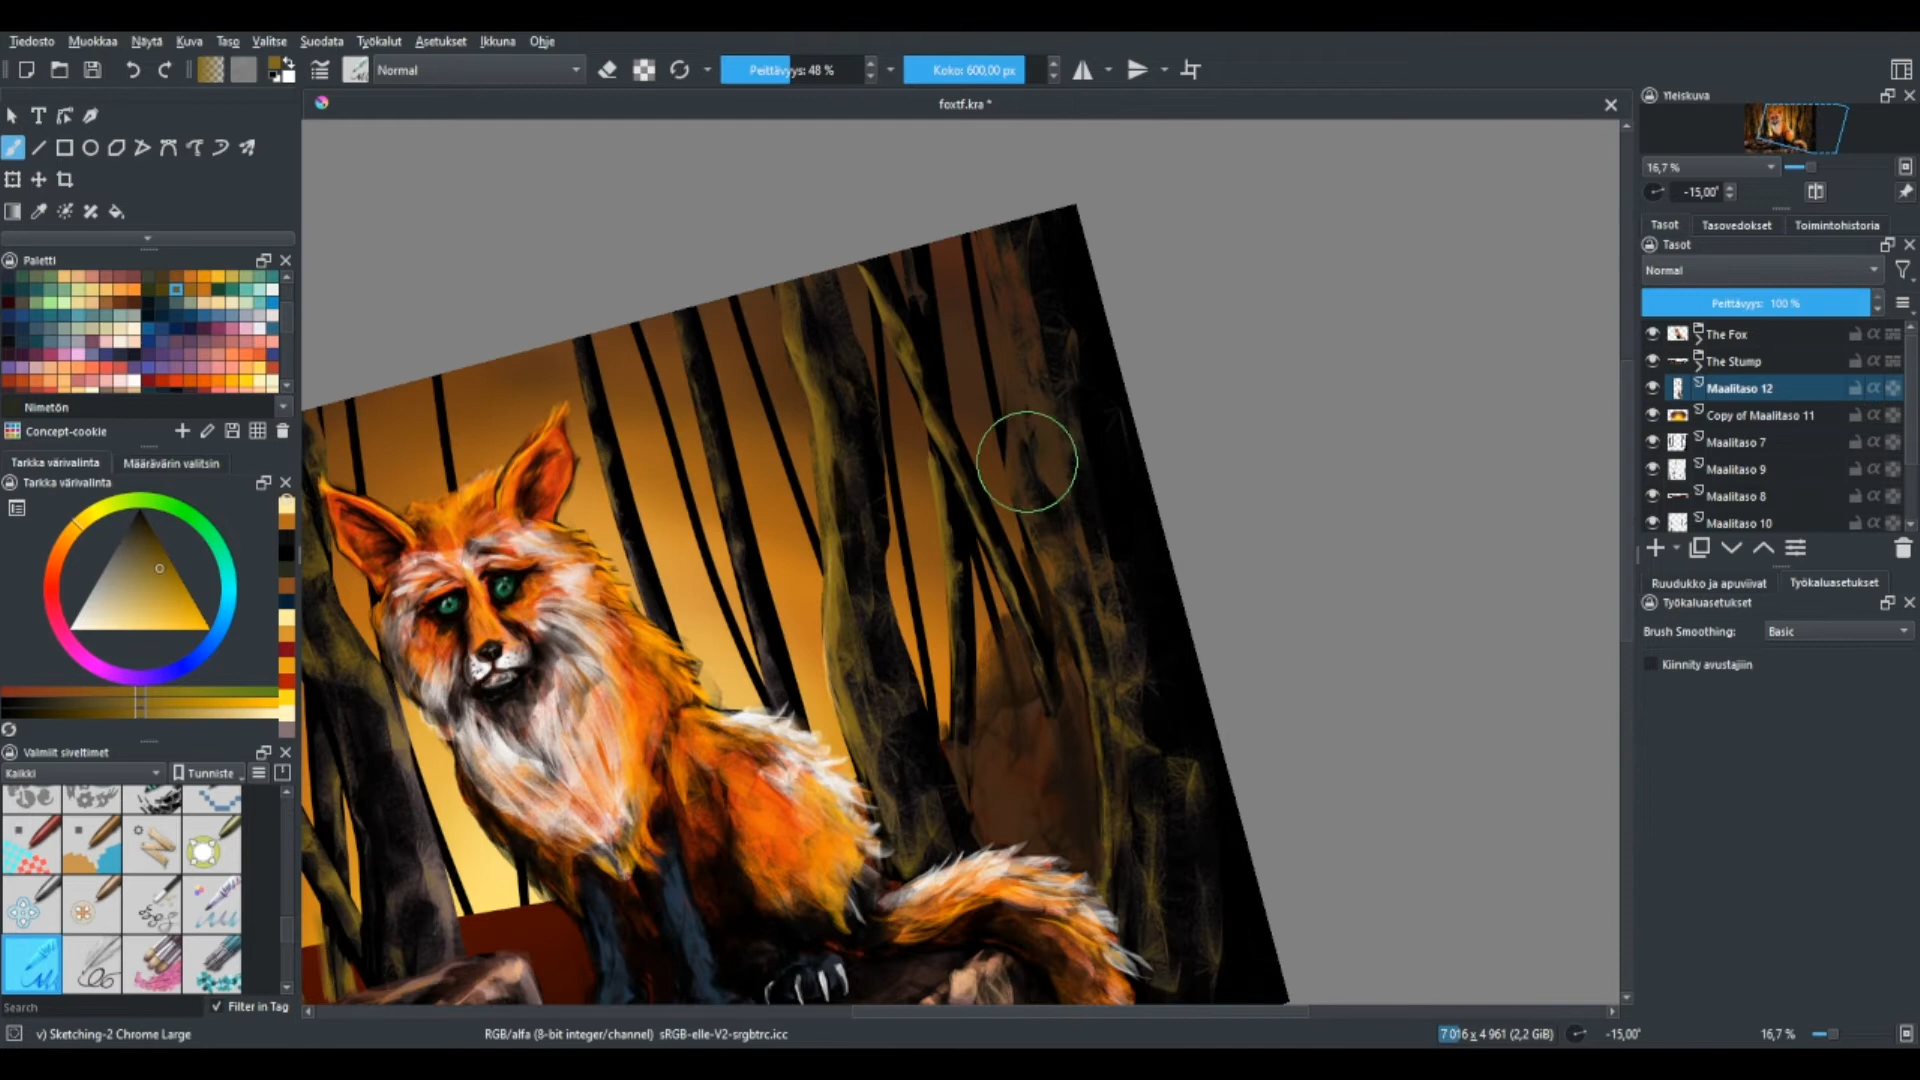 Tiedosto Muokkaa Näytä Kuva Taso Valitse Suodata Työkalut Asetukset Ikkuna Ohje
Normal Peittävyys: 48 % Koko: 600,00 px
foxtf.kra *
Yleiskuva
16,7 %
-15,00°
Tasot Tasovedokset Toimintohistoria
Tasot
Normal
Peittävyys: 100 %
The Fox
The Stump
Maalitaso 12
Copy of Maalitaso 11
Maalitaso 7
Maalitaso 9
Maalitaso 8
Maalitaso 10
Ruudukko ja apuviivat Työkaluasetukset
Työkaluasetukset
Brush Smoothing: Basic
Kiinnity avustajiin
Paletti
Nimetön
Concept-cookie
Tarkka värivalinta Määrävärin valitsin
Tarkka värivalinta
Valmiit siveltimet
Kaikki Tunniste
Search Filter in Tag
v) Sketching-2 Chrome Large RGB/alfa (8-bit integer/channel) sRGB-elle-V2-srgbtrc.icc 7 016 x 4 961 (2,2 GiB) -15,00° 16,7 %